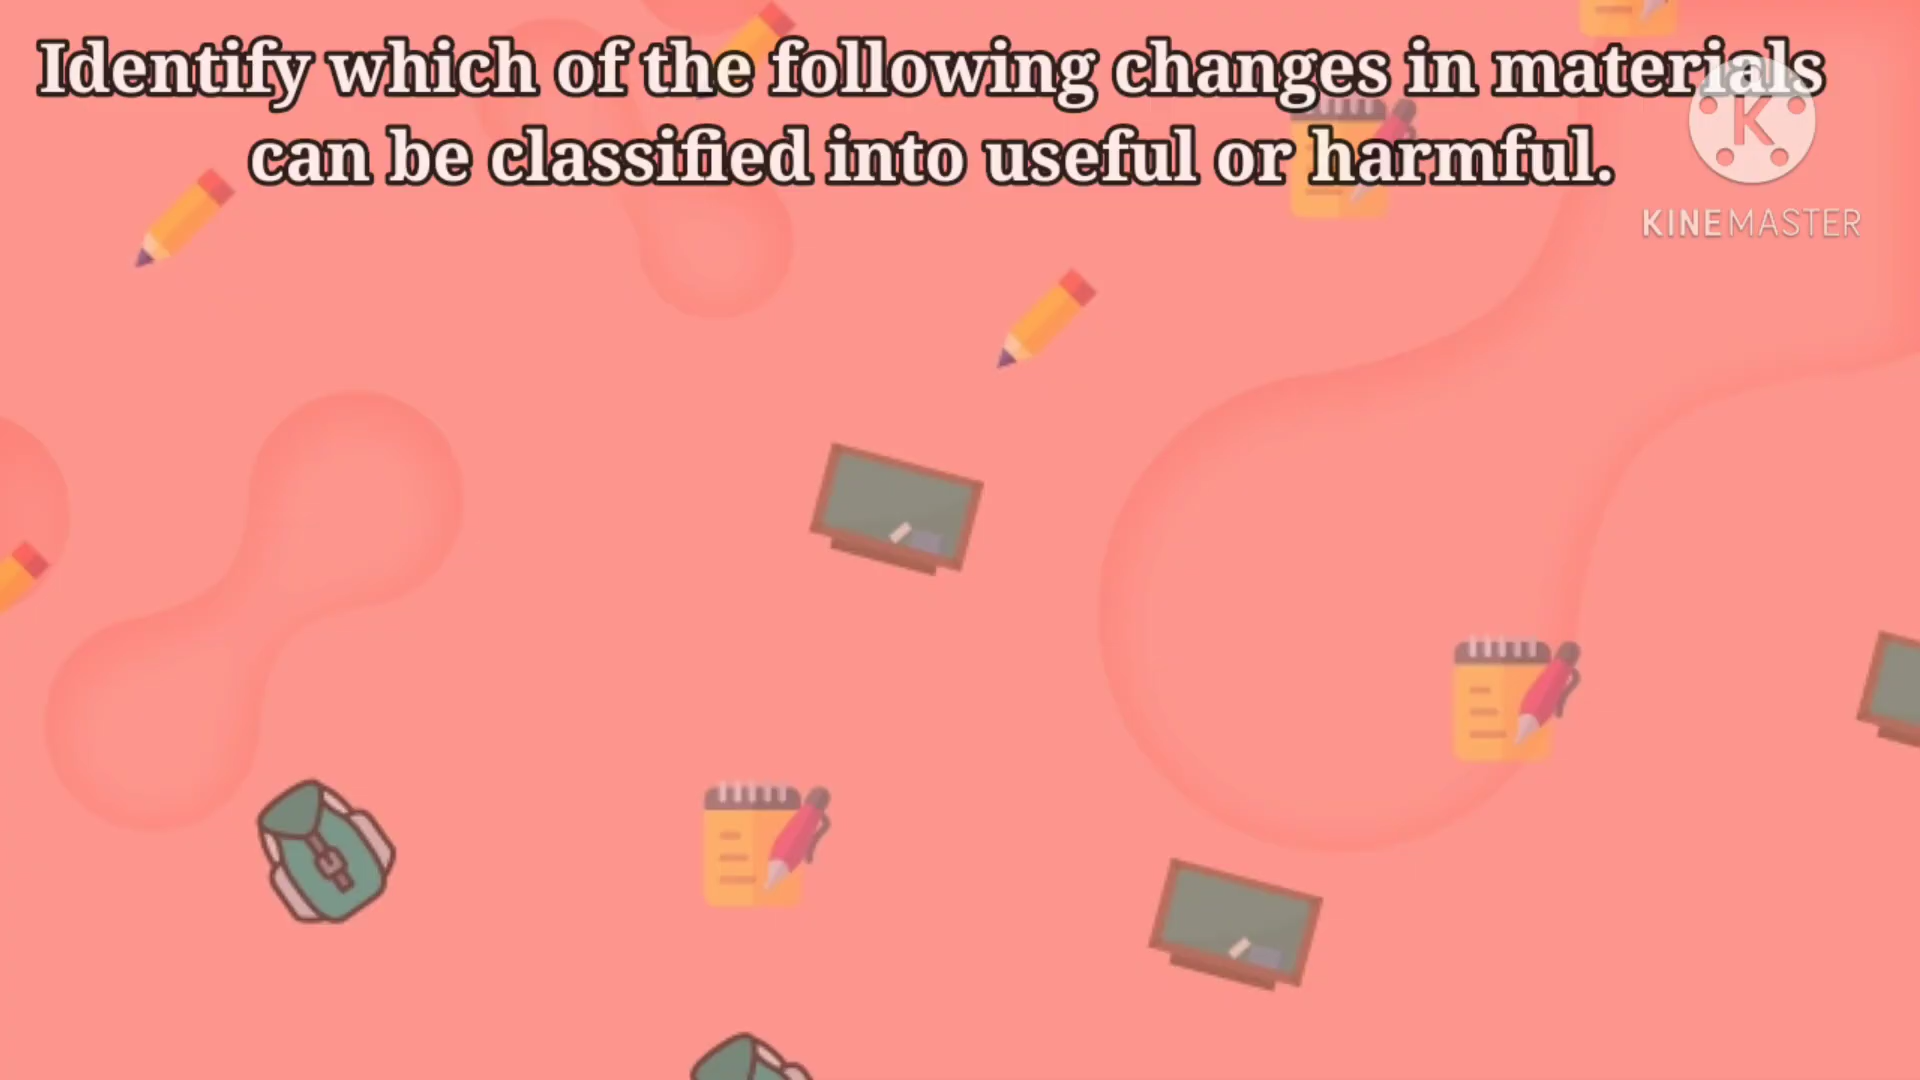 Identify which of the following changes in materials
can be classified into useful or harmful.
K
KINEMASTER